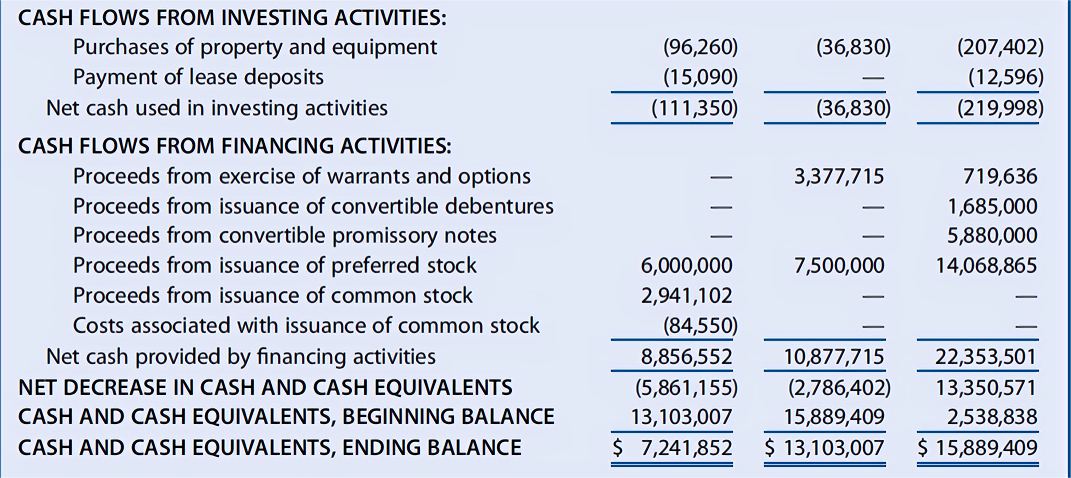 CASH FLOWS FROM INVESTING ACTIVITIES:
Purchases of property and equipment (96,260) (36,830) (207,402)
Payment of lease deposits (15,090) — (12,596)
Net cash used in investing activities (111,350) (36,830) (219,998)
CASH FLOWS FROM FINANCING ACTIVITIES:
Proceeds from exercise of warrants and options — 3,377,715 719,636
Proceeds from issuance of convertible debentures — — 1,685,000
Proceeds from convertible promissory notes — — 5,880,000
Proceeds from issuance of preferred stock 6,000,000 7,500,000 14,068,865
Proceeds from issuance of common stock 2,941,102 — —
Costs associated with issuance of common stock (84,550) — —
Net cash provided by financing activities 8,856,552 10,877,715 22,353,501
NET DECREASE IN CASH AND CASH EQUIVALENTS (5,861,155) (2,786,402) 13,350,571
CASH AND CASH EQUIVALENTS, BEGINNING BALANCE 13,103,007 15,889,409 2,538,838
CASH AND CASH EQUIVALENTS, ENDING BALANCE $ 7,241,852 $ 13,103,007 $ 15,889,409